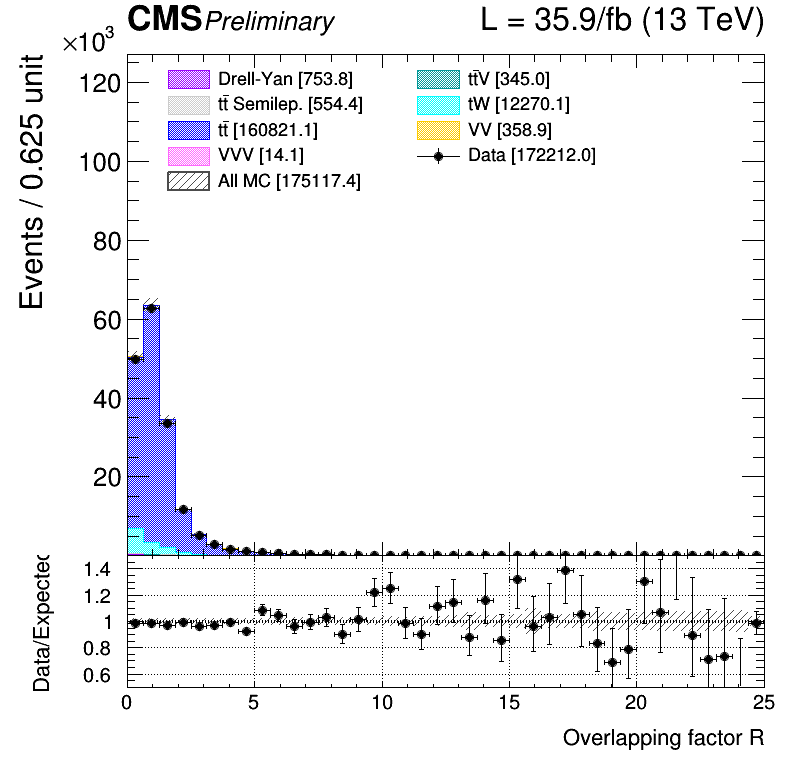 CMS Preliminary L = 35.9/fb (13 TeV)
×10³
Events / 0.625 unit
120
100
80
60
40
20
Drell-Yan [753.8]
tt̄ Semilep. [554.4]
tt̄ [160821.1]
VVV [14.1]
All MC [175117.4]
tt̄V [345.0]
tW [12270.1]
VV [358.9]
Data [172212.0]
Data/Expected
1.4
1.2
1
0.8
0.6
0 5 10 15 20 25
Overlapping factor R